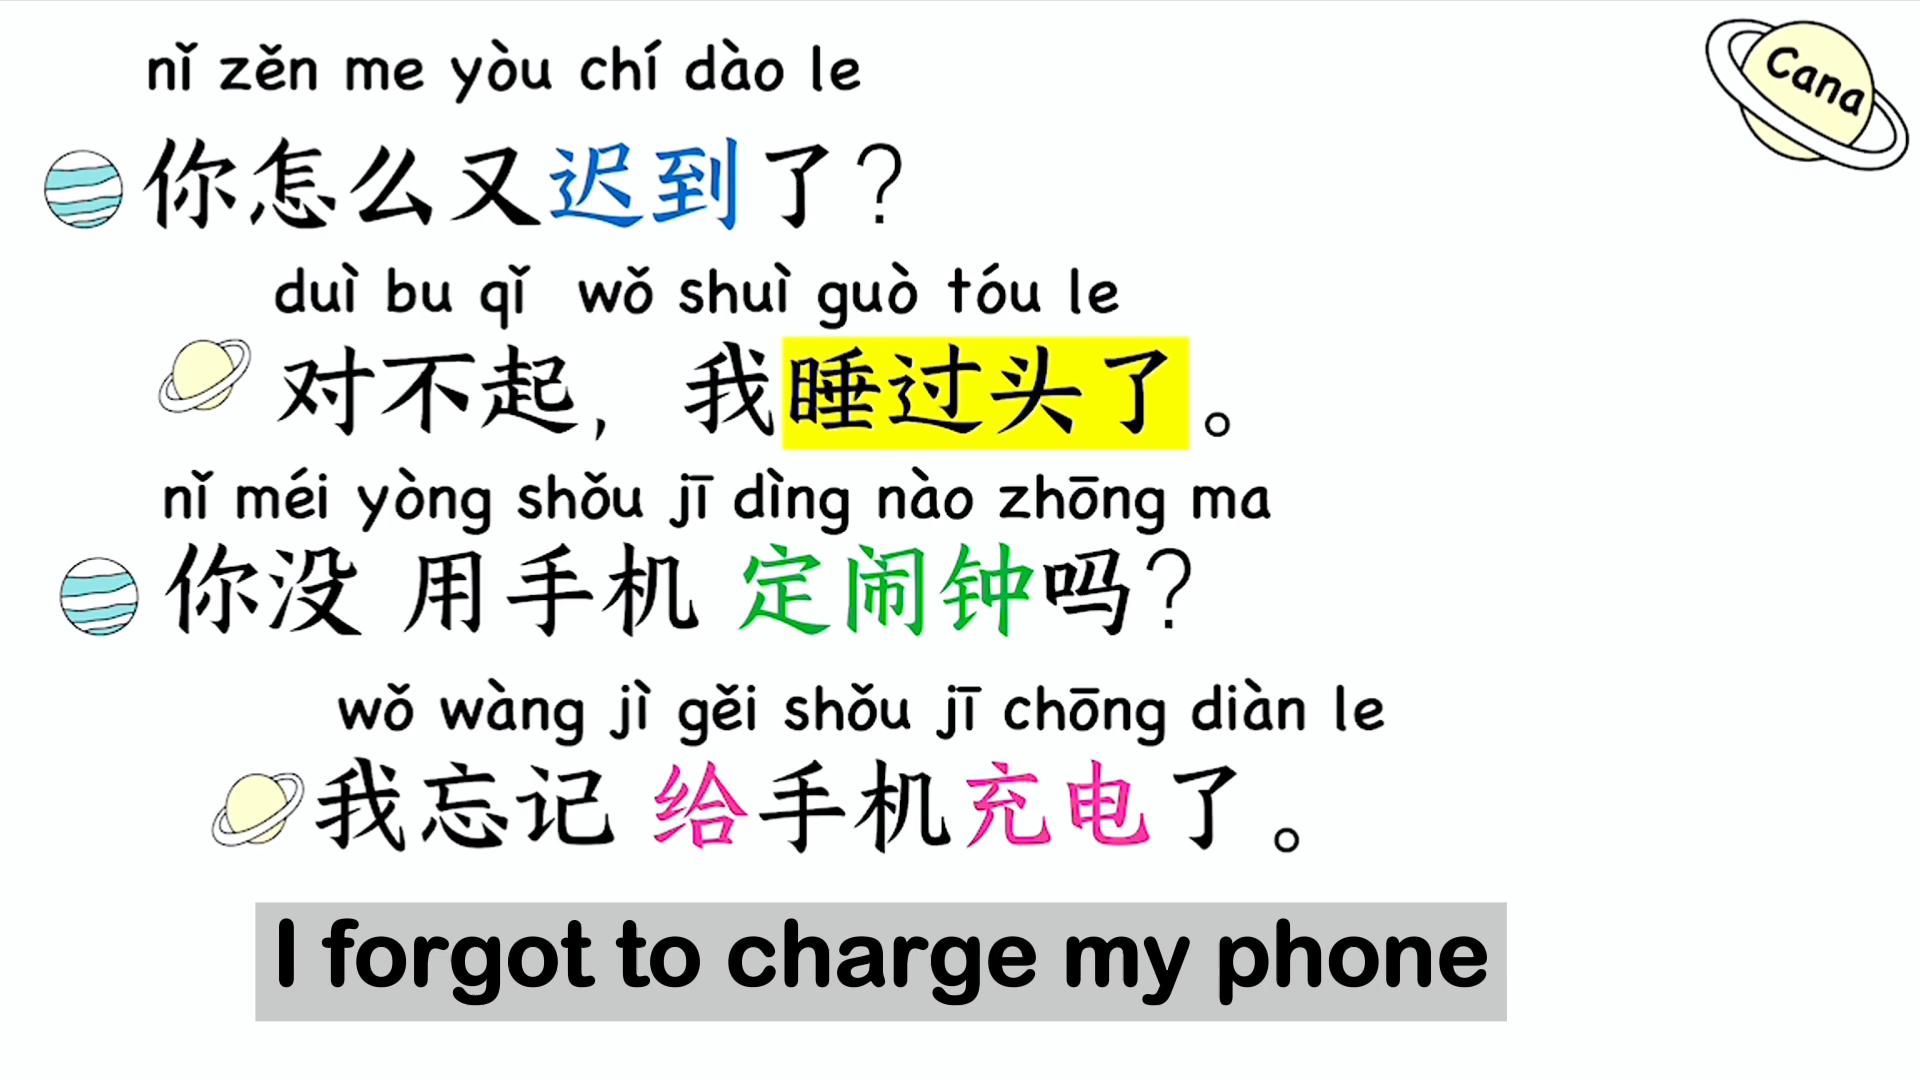 Cana
nǐ zěn me yòu chí dào le
你怎么又迟到了？
duì bu qǐ wǒ shuì guò tóu le
对不起，我睡过头了。
nǐ méi yòng shǒu jī dìng nào zhōng ma
你没 用手机 定闹钟吗？
wǒ wàng jì gěi shǒu jī chōng diàn le
我忘记 给手机充电了。
I forgot to charge my phone